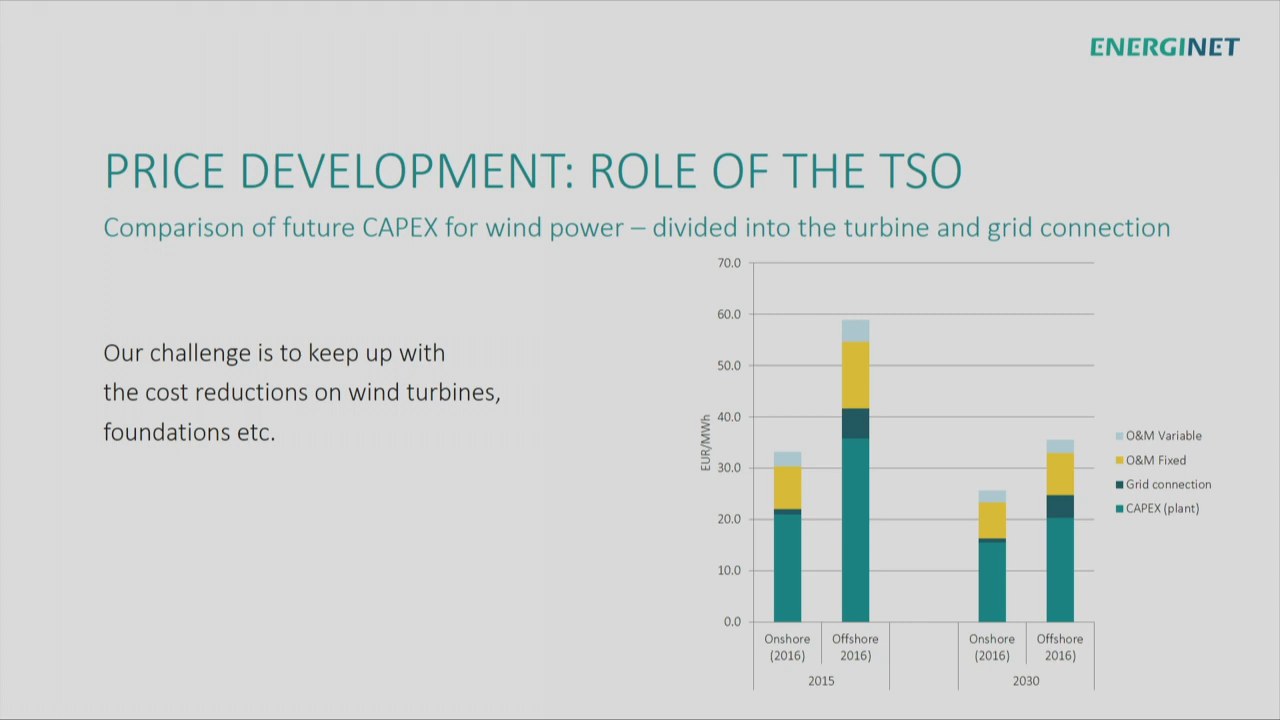 ENERGINET
PRICE DEVELOPMENT: ROLE OF THE TSO
Comparison of future CAPEX for wind power – divided into the turbine and grid connection
Our challenge is to keep up with
the cost reductions on wind turbines,
foundations etc.
EUR/MWh
70.0
60.0
50.0
40.0
30.0
20.0
10.0
0.0
Onshore
(2016)
Offshore
2016)
Onshore
(2016)
Offshore
2016)
2015
2030
O&M Variable
O&M Fixed
Grid connection
CAPEX (plant)